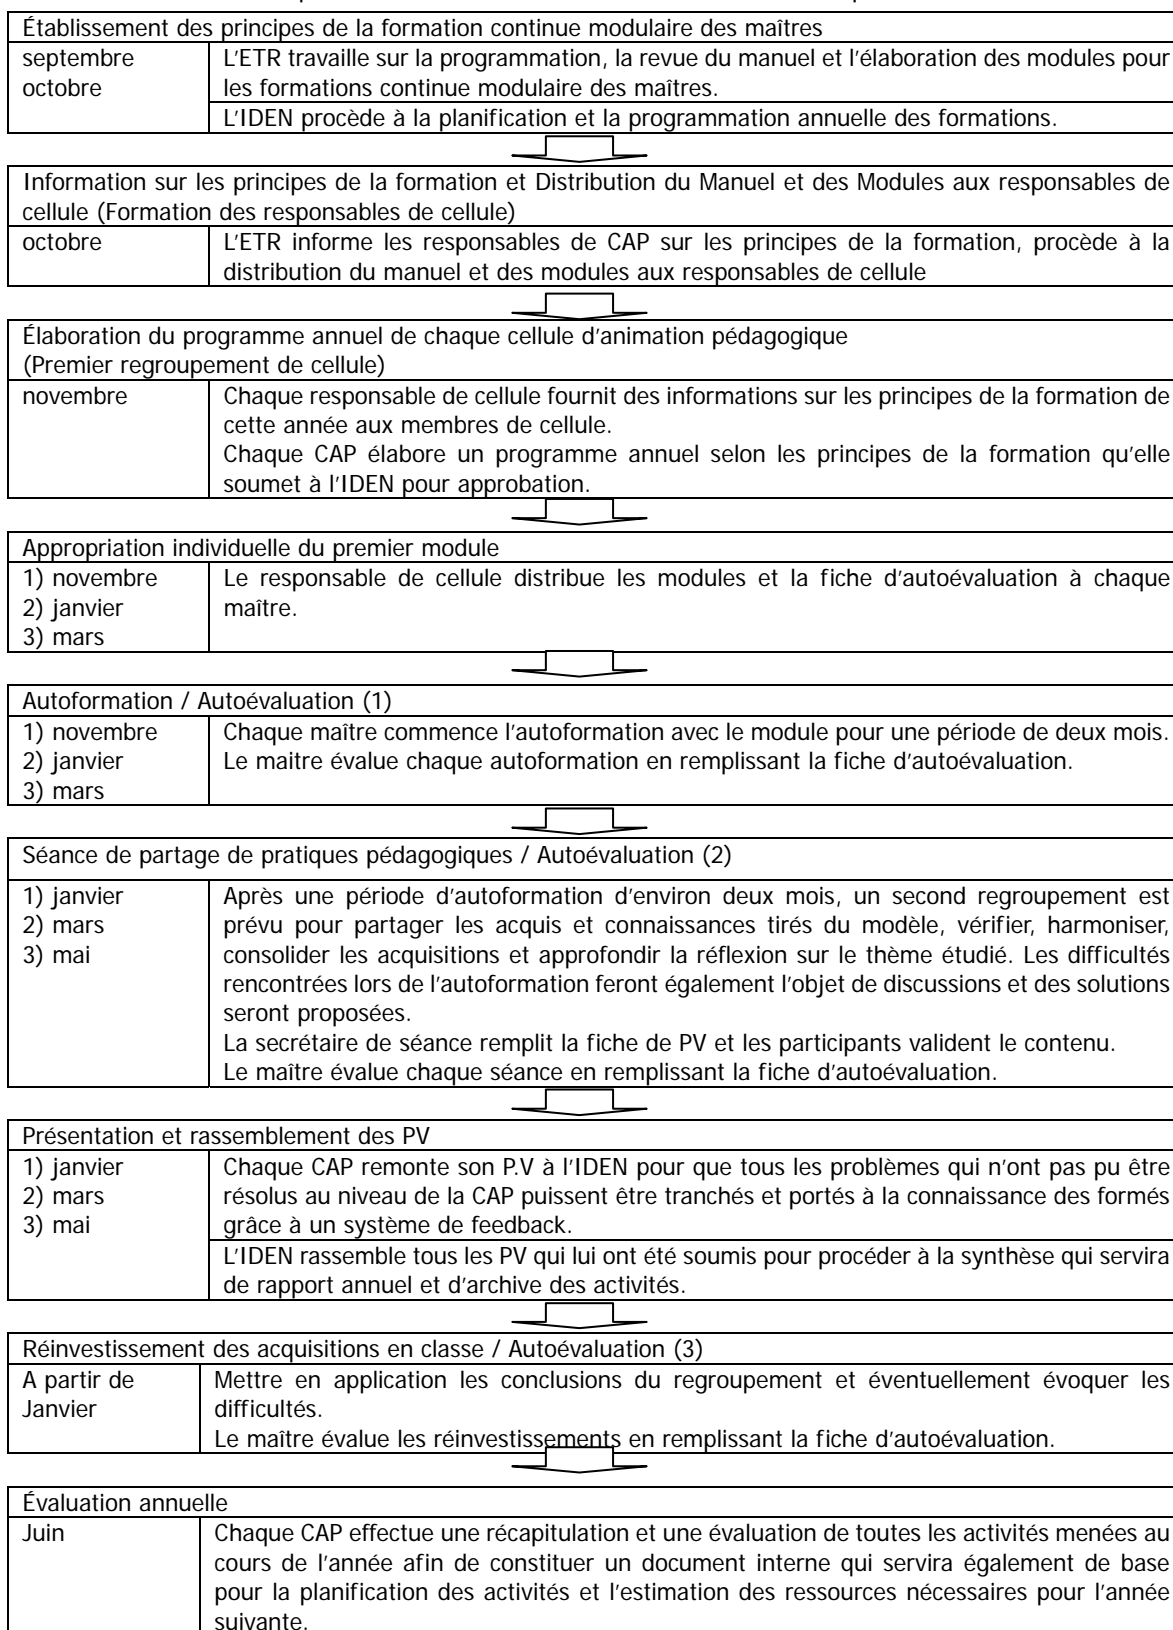 Établissement des principes de la formation continue modulaire des maîtres
septembre
octobre
L'ETR travaille sur la programmation, la revue du manuel et l'élaboration des modules pour
les formations continue modulaire des maîtres.
L'IDEN procède à la planification et la programmation annuelle des formations.
Information sur les principes de la formation et Distribution du Manuel et des Modules aux responsables de
cellule (Formation des responsables de cellule)
octobre
L'ETR informe les responsables de CAP sur les principes de la formation, procède à la
distribution du manuel et des modules aux responsables de cellule
Élaboration du programme annuel de chaque cellule d'animation pédagogique
(Premier regroupement de cellule)
novembre
Chaque responsable de cellule fournit des informations sur les principes de la formation de
cette année aux membres de cellule.
Chaque CAP élabore un programme annuel selon les principes de la formation qu'elle
soumet à l'IDEN pour approbation.
Appropriation individuelle du premier module
1) novembre
2) janvier
3) mars
Le responsable de cellule distribue les modules et la fiche d'autoévaluation à chaque
maître.
Autoformation / Autoévaluation (1)
1) novembre
2) janvier
3) mars
Chaque maître commence l'autoformation avec le module pour une période de deux mois.
Le maitre évalue chaque autoformation en remplissant la fiche d'autoévaluation.
Séance de partage de pratiques pédagogiques / Autoévaluation (2)
1) janvier
2) mars
3) mai
Après une période d'autoformation d'environ deux mois, un second regroupement est
prévu pour partager les acquis et connaissances tirés du modèle, vérifier, harmoniser,
consolider les acquisitions et approfondir la réflexion sur le thème étudié. Les difficultés
rencontrées lors de l'autoformation feront également l'objet de discussions et des solutions
seront proposées.
La secrétaire de séance remplit la fiche de PV et les participants valident le contenu.
Le maître évalue chaque séance en remplissant la fiche d'autoévaluation.
Présentation et rassemblement des PV
1) janvier
2) mars
3) mai
Chaque CAP remonte son P.V à l'IDEN pour que tous les problèmes qui n'ont pas pu être
résolus au niveau de la CAP puissent être tranchés et portés à la connaissance des formés
grâce à un système de feedback.
L'IDEN rassemble tous les PV qui lui ont été soumis pour procéder à la synthèse qui servira
de rapport annuel et d'archive des activités.
Réinvestissement des acquisitions en classe / Autoévaluation (3)
A partir de
Janvier
Mettre en application les conclusions du regroupement et éventuellement évoquer les
difficultés.
Le maître évalue les réinvestissements en remplissant la fiche d'autoévaluation.
Évaluation annuelle
Juin
Chaque CAP effectue une récapitulation et une évaluation de toutes les activités menées au
cours de l'année afin de constituer un document interne qui servira également de base
pour la planification des activités et l'estimation des ressources nécessaires pour l'année
suivante.